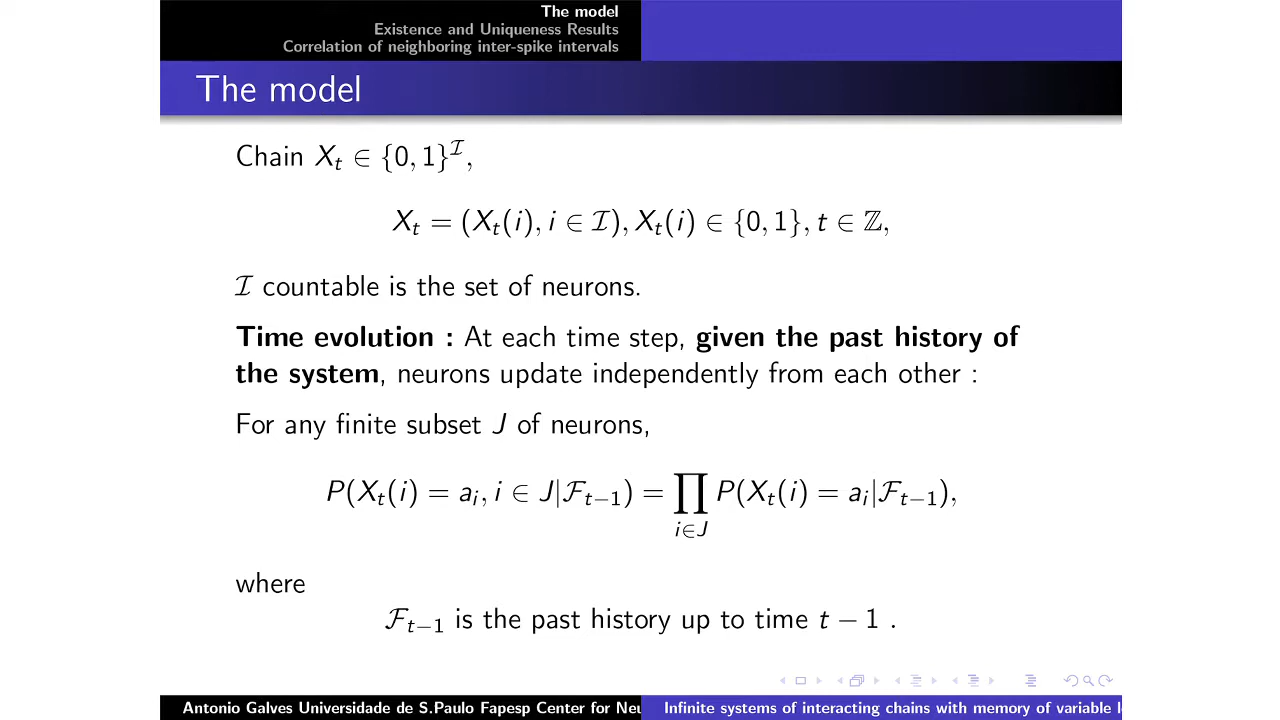 The model
Existence and Uniqueness Results
Correlation of neighboring inter-spike intervals
The model
Chain X_t ∈ {0, 1}^ℐ,
X_t = (X_t(i), i ∈ ℐ), X_t(i) ∈ {0, 1}, t ∈ ℤ,
ℐ countable is the set of neurons.
Time evolution : At each time step, given the past history of
the system, neurons update independently from each other :
For any finite subset J of neurons,
P(X_t(i) = a_i, i ∈ J|ℱ_{t−1}) = ∏_{i∈J} P(X_t(i) = a_i|ℱ_{t−1}),
where
ℱ_{t−1} is the past history up to time t − 1 .
Antonio Galves Universidade de S.Paulo Fapesp Center for Neu
Infinite systems of interacting chains with memory of variable